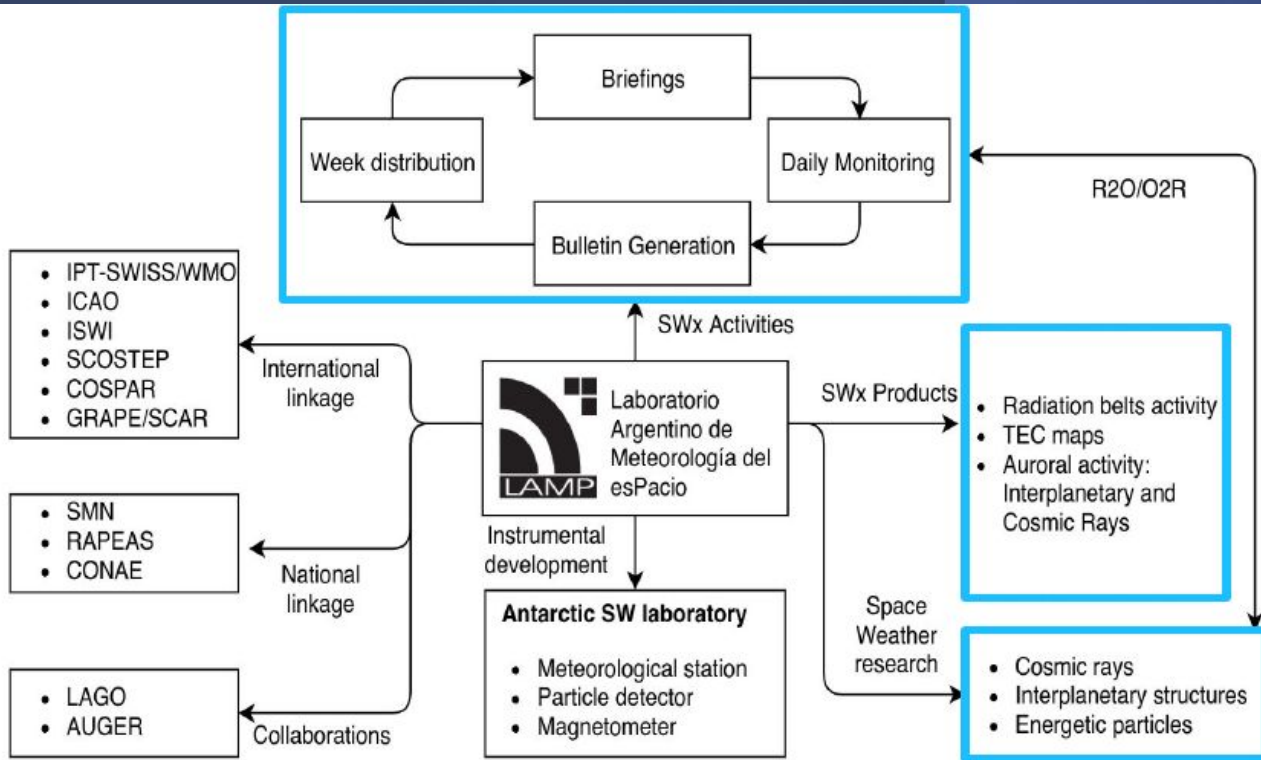 Briefings
Week distribution
Daily Monitoring
Bulletin Generation
R2O/O2R
SWx Activities
• IPT-SWISS/WMO
• ICAO
• ISWI
• SCOSTEP
• COSPAR
• GRAPE/SCAR
International
linkage
LAMP
Laboratorio
Argentino de
Meteorología del
esPacio
SWx Products
• Radiation belts activity
• TEC maps
• Auroral activity:
Interplanetary and
Cosmic Rays
• SMN
• RAPEAS
• CONAE
National
linkage
Instrumental
development
Antarctic SW laboratory
• Meteorological station
• Particle detector
• Magnetometer
Space
Weather
research
• Cosmic rays
• Interplanetary structures
• Energetic particles
• LAGO
• AUGER
Collaborations